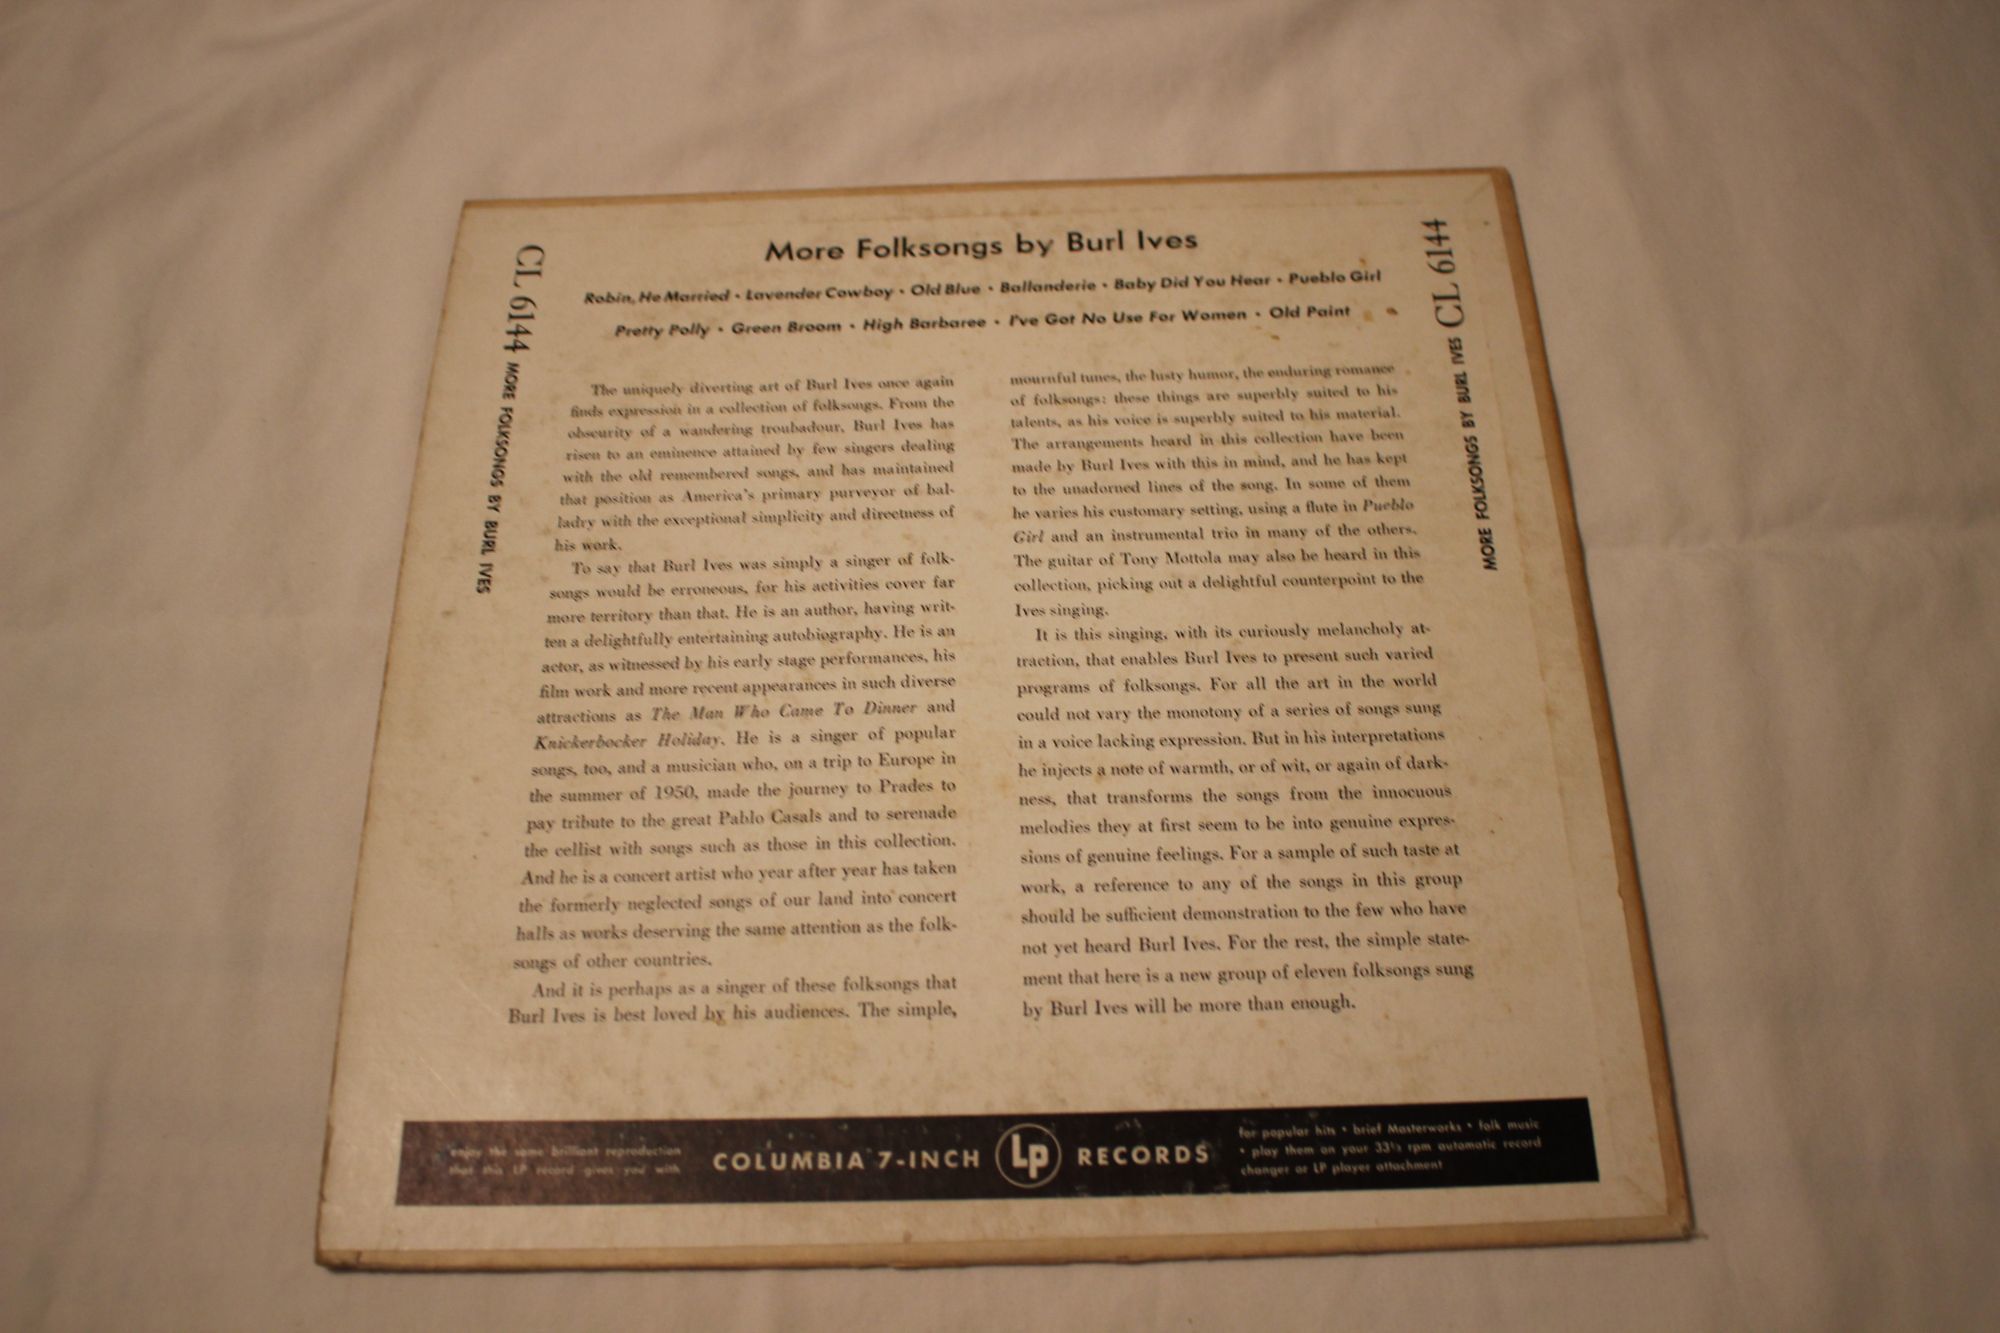 More Folksongs by Burl Ives
Robin, He Married • Lavender Cowboy • Old Blue • Ballanderie • Baby Did You Hear • Pueblo Girl
Pretty Polly • Green Broom • High Barbaree • I've Got No Use For Women • Old Paint
CL 6144 MORE FOLKSONGS BY BURL IVES
The uniquely diverting art of Burl Ives once again
finds expression in a collection of folksongs. From the
obscurity of a wandering troubadour, Burl Ives has
risen to an eminence attained by few singers dealing
with the old remembered songs, and has maintained
that position as America's primary purveyor of bal-
ladry with the exceptional simplicity and directness of
his work.
To say that Burl Ives was simply a singer of folk-
songs would be erroneous, for his activities cover far
more territory than that. He is an author, having writ-
ten a delightfully entertaining autobiography. He is an
actor, as witnessed by his early stage performances, his
film work and more recent appearances in such diverse
attractions as The Man Who Came To Dinner and
Knickerbocker Holiday. He is a singer of popular
songs, too, and a musician who, on a trip to Europe in
the summer of 1950, made the journey to Prades to
pay tribute to the great Pablo Casals and to serenade
the cellist with songs such as those in this collection.
And he is a concert artist who year after year has taken
the formerly neglected songs of our land into concert
halls as works deserving the same attention as the folk-
songs of other countries.
And it is perhaps as a singer of these folksongs that
Burl Ives is best loved by his audiences. The simple,
mournful tunes, the lusty humor, the enduring romance
of folksongs: these things are superbly suited to his
talents, as his voice is superbly suited to his material.
The arrangements heard in this collection have been
made by Burl Ives with this in mind, and he has kept
to the unadorned lines of the song. In some of them
he varies his customary setting, using a flute in Pueblo
Girl and an instrumental trio in many of the others.
The guitar of Tony Mottola may also be heard in this
collection, picking out a delightful counterpoint to the
Ives singing.
It is this singing, with its curiously melancholy at-
traction, that enables Burl Ives to present such varied
programs of folksongs. For all the art in the world
could not vary the monotony of a series of songs sung
in a voice lacking expression. But in his interpretations
he injects a note of warmth, or of wit, or again of dark-
ness, that transforms the songs from the innocuous
melodies they at first seem to be into genuine expres-
sions of genuine feelings. For a sample of such taste at
work, a reference to any of the songs in this group
should be sufficient demonstration to the few who have
not yet heard Burl Ives. For the rest, the simple state-
ment that here is a new group of eleven folksongs sung
by Burl Ives will be more than enough.
MORE FOLKSONGS BY BURL IVES CL 6144
enjoy the same brilliant reproduction
that this LP record gives you with
COLUMBIA 7-INCH Lp RECORDS
for popular hits • brief Masterworks • folk music
• play them on your 33⅓ rpm automatic record
changer or LP player attachment